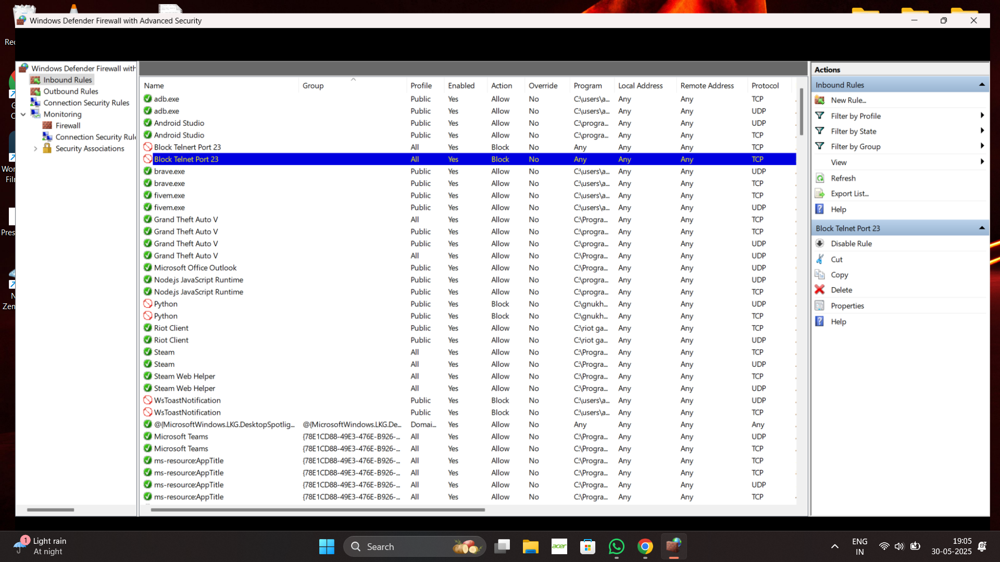 Windows Defender Firewall with Advanced Security
Rec
Windows Defender Firewall with
Inbound Rules
Outbound Rules
Connection Security Rules
Monitoring
Firewall
Connection Security Rule
Security Associations
G
C
Wor
Fil
Pres
N
Zen
Name Group Profile Enabled Action Override Program Local Address Remote Address Protocol
adb.exe Public Yes Allow No C:\users\a... Any Any TCP
adb.exe Public Yes Allow No C:\users\a... Any Any UDP
Android Studio Public Yes Allow No C:\progra... Any Any UDP
Android Studio Public Yes Allow No C:\progra... Any Any TCP
Block Telnert Port 23 All Yes Block No Any Any Any TCP
Block Telnet Port 23 All Yes Block No Any Any Any TCP
brave.exe Public Yes Allow No C:\users\a... Any Any UDP
brave.exe Public Yes Allow No C:\users\a... Any Any TCP
fivem.exe Public Yes Allow No C:\users\a... Any Any TCP
fivem.exe Public Yes Allow No C:\users\a... Any Any UDP
Grand Theft Auto V All Yes Allow No C:\Progra... Any Any TCP
Grand Theft Auto V Public Yes Allow No C:\progra... Any Any TCP
Grand Theft Auto V Public Yes Allow No C:\progra... Any Any UDP
Grand Theft Auto V All Yes Allow No C:\Progra... Any Any UDP
Microsoft Office Outlook Public Yes Allow No C:\Progra... Any Any UDP
Node.js JavaScript Runtime Public Yes Allow No C:\progra... Any Any UDP
Node.js JavaScript Runtime Public Yes Allow No C:\progra... Any Any TCP
Python Public Yes Block No C:\gnukh... Any Any UDP
Python Public Yes Block No C:\gnukh... Any Any TCP
Riot Client Public Yes Allow No C:\riot ga... Any Any TCP
Riot Client Public Yes Allow No C:\riot ga... Any Any UDP
Steam All Yes Allow No C:\Progra... Any Any TCP
Steam All Yes Allow No C:\Progra... Any Any UDP
Steam Web Helper All Yes Allow No C:\Progra... Any Any TCP
Steam Web Helper All Yes Allow No C:\Progra... Any Any UDP
WsToastNotification Public Yes Block No C:\users\a... Any Any UDP
WsToastNotification Public Yes Block No C:\users\a... Any Any TCP
@{MicrosoftWindows.LKG.DesktopSpotlig... @{MicrosoftWindows.LKG.De... Domai... Yes Allow No Any Any Any Any
Microsoft Teams {78E1CD88-49E3-476E-B926-... All Yes Allow No C:\Progra... Any Any UDP
Microsoft Teams {78E1CD88-49E3-476E-B926-... All Yes Allow No C:\Progra... Any Any TCP
ms-resource:AppTitle {78E1CD88-49E3-476E-B926-... All Yes Allow No C:\Progra... Any Any UDP
ms-resource:AppTitle {78E1CD88-49E3-476E-B926-... All Yes Allow No C:\Progra... Any Any TCP
ms-resource:AppTitle {78E1CD88-49E3-476E-B926-... All Yes Allow No C:\Progra... Any Any UDP
ms-resource:AppTitle {78E1CD88-49E3-476E-B926-... All Yes Allow No C:\Progra... Any Any TCP
Actions
Inbound Rules
New Rule...
Filter by Profile
Filter by State
Filter by Group
View
Refresh
Export List...
Help
Block Telnet Port 23
Disable Rule
Cut
Copy
Delete
Properties
Help
1
Light rain
At night
Search
acer
ENG
IN
19:05
30-05-2025